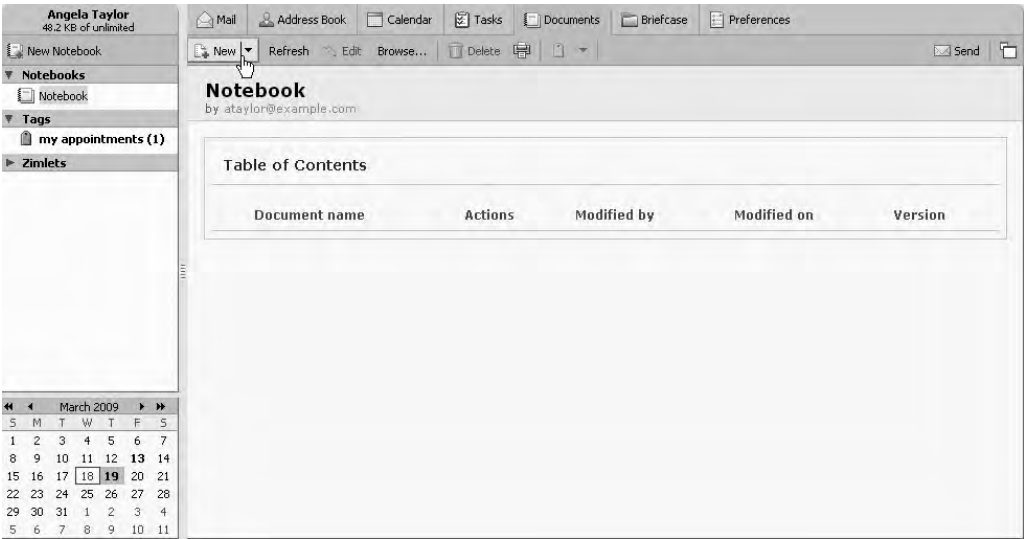 Angela Taylor
48.2 KB of unlimited
Mail Address Book Calendar Tasks Documents Briefcase Preferences
New Notebook
New Refresh Edit Browse... Delete Send
Notebooks
Notebook
Tags
my appointments (1)
Zimlets
Notebook
by ataylor@example.com
Table of Contents
Document name Actions Modified by Modified on Version
March 2009
S M T W T F S
1 2 3 4 5 6 7
8 9 10 11 12 13 14
15 16 17 18 19 20 21
22 23 24 25 26 27 28
29 30 31 1 2 3 4
5 6 7 8 9 10 11